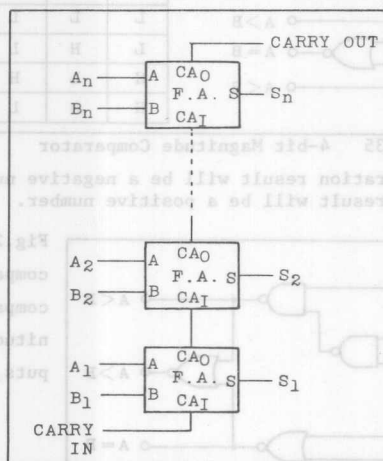 CARRY OUT
An A CAO
F.A. S Sn
Bn B CAI
A2 A CAO
F.A. S S2
B2 B CAI
A1 A CAO
F.A. S S1
B1 B CAI
CARRY
IN